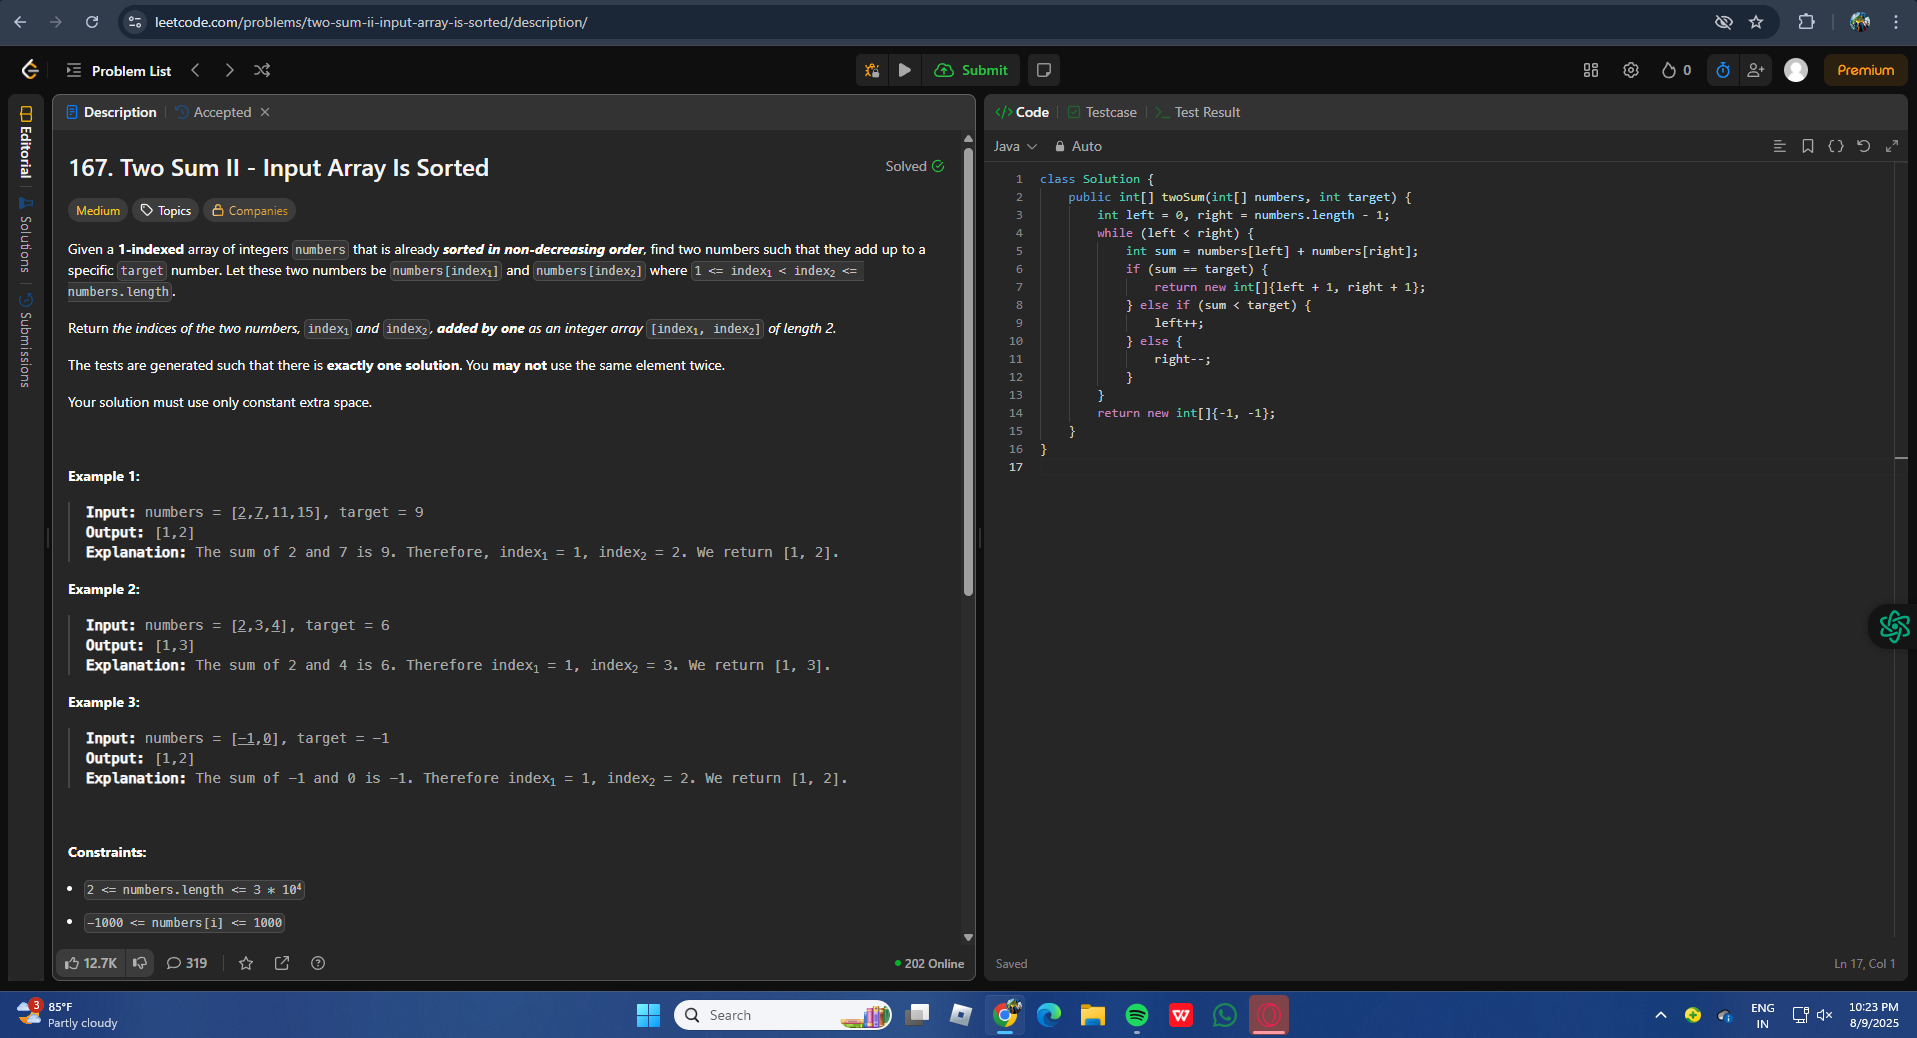 leetcode.com/problems/two-sum-ii-input-array-is-sorted/description/
Problem List
Submit
0
Premium
Editorial
Solutions
Submissions
Description
Accepted
167. Two Sum II - Input Array Is Sorted
Solved
Medium
Topics
Companies
Given a 1-indexed array of integers numbers that is already sorted in non-decreasing order, find two numbers such that they add up to a
specific target number. Let these two numbers be numbers[index₁] and numbers[index₂] where 1 <= index₁ < index₂ <=
numbers.length.
Return the indices of the two numbers, index₁ and index₂, added by one as an integer array [index₁, index₂] of length 2.
The tests are generated such that there is exactly one solution. You may not use the same element twice.
Your solution must use only constant extra space.
Example 1:
Input: numbers = [2,7,11,15], target = 9
Output: [1,2]
Explanation: The sum of 2 and 7 is 9. Therefore, index₁ = 1, index₂ = 2. We return [1, 2].
Example 2:
Input: numbers = [2,3,4], target = 6
Output: [1,3]
Explanation: The sum of 2 and 4 is 6. Therefore index₁ = 1, index₂ = 3. We return [1, 3].
Example 3:
Input: numbers = [−1,0], target = −1
Output: [1,2]
Explanation: The sum of −1 and 0 is −1. Therefore index₁ = 1, index₂ = 2. We return [1, 2].
Constraints:
• 2 <= numbers.length <= 3 * 10⁴
• −1000 <= numbers[i] <= 1000
12.7K
319
202 Online
Code
Testcase
Test Result
Java
Auto
1 class Solution {
2     public int[] twoSum(int[] numbers, int target) {
3         int left = 0, right = numbers.length - 1;
4         while (left < right) {
5             int sum = numbers[left] + numbers[right];
6             if (sum == target) {
7                 return new int[]{left + 1, right + 1};
8             } else if (sum < target) {
9                 left++;
10             } else {
11                 right--;
12             }
13         }
14         return new int[]{-1, -1};
15     }
16 }
17
Saved
Ln 17, Col 1
3
85°F
Partly cloudy
Search
W
ENG
IN
10:23 PM
8/9/2025